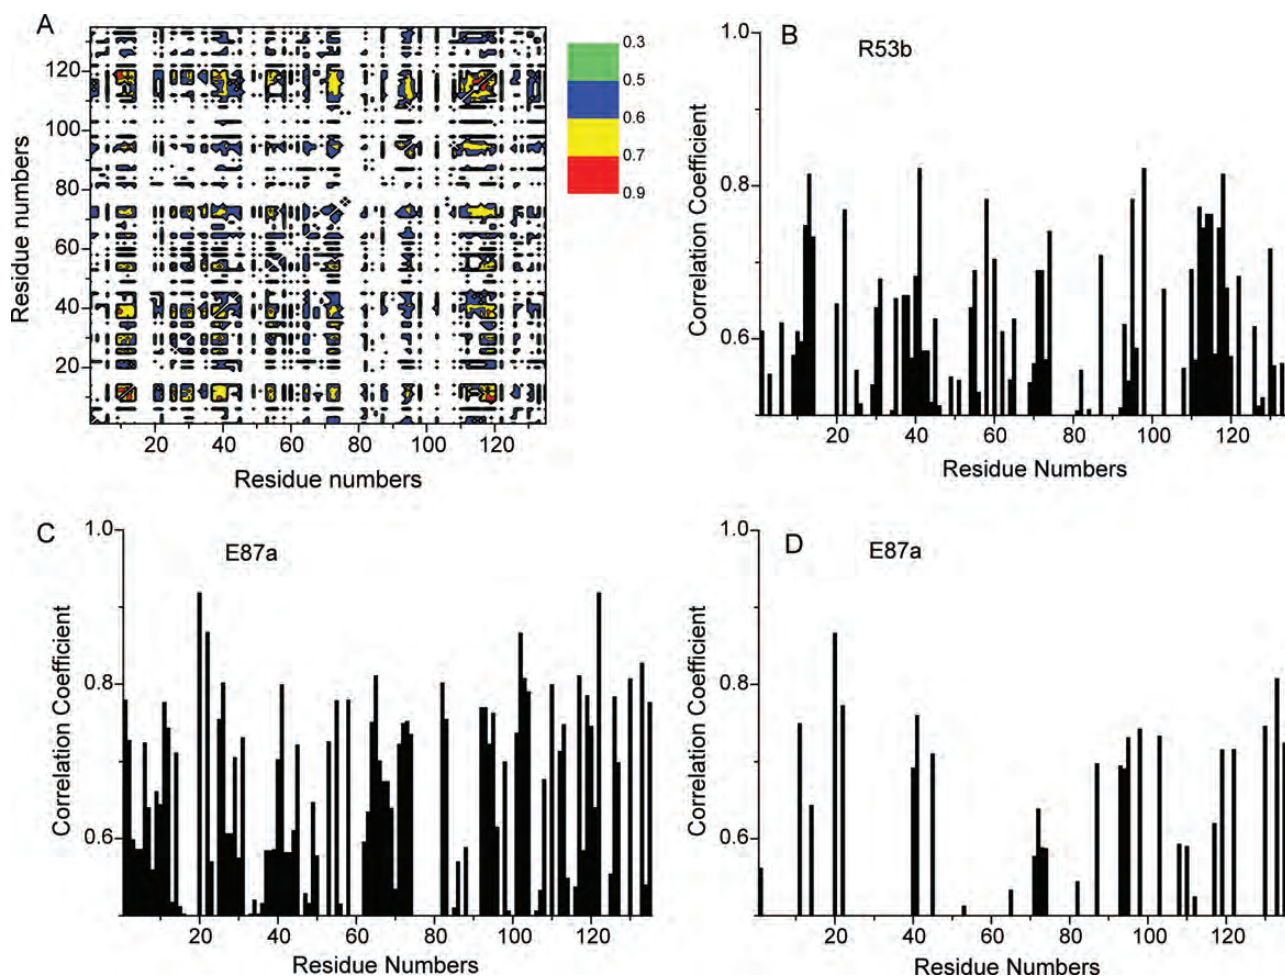 A
120
100
80
60
40
20
Residue numbers
20 40 60 80 100 120
Residue numbers
0.3
0.5
0.6
0.7
0.9
B
R53b
1.0
0.8
0.6
Correlation Coefficient
20 40 60 80 100 120
Residue Numbers
C
E87a
1.0
0.8
0.6
Correlation Coefficient
20 40 60 80 100 120
Residue Numbers
D
E87a
1.0
0.8
0.6
Correlation Coefficient
20 40 60 80 100 120
Residue Numbers